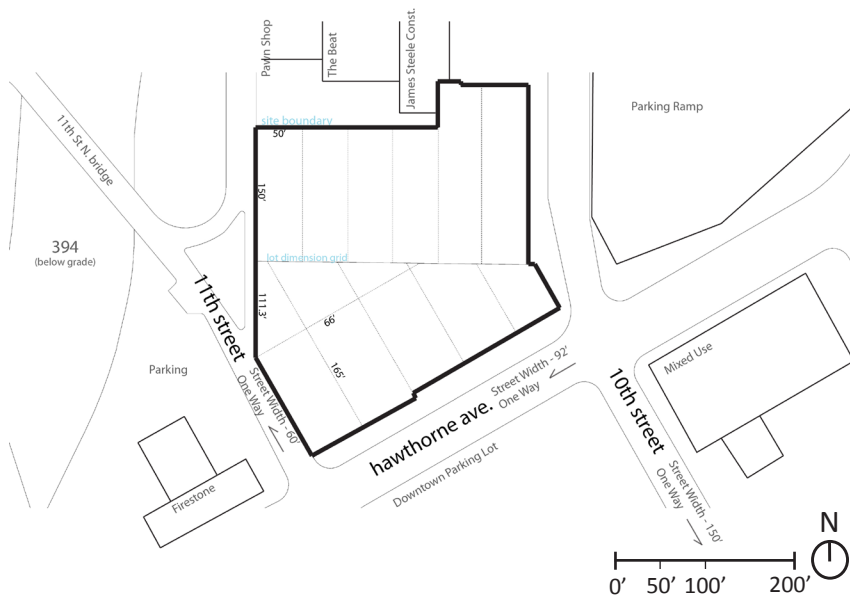 Pawn Shop
The Beat
James Steele Const.
Parking Ramp
11th St N. bridge
site boundary
50'
150'
394
(below grade)
lot dimension grid
111.3'
11th street
66'
165'
Parking
Street Width - 60'
One Way
Street Width - 92'
One Way
hawthorne ave.
Downtown Parking Lot
Mixed Use
10th street
Street Width - 150'
One Way
Firestone
N
0' 50' 100' 200'